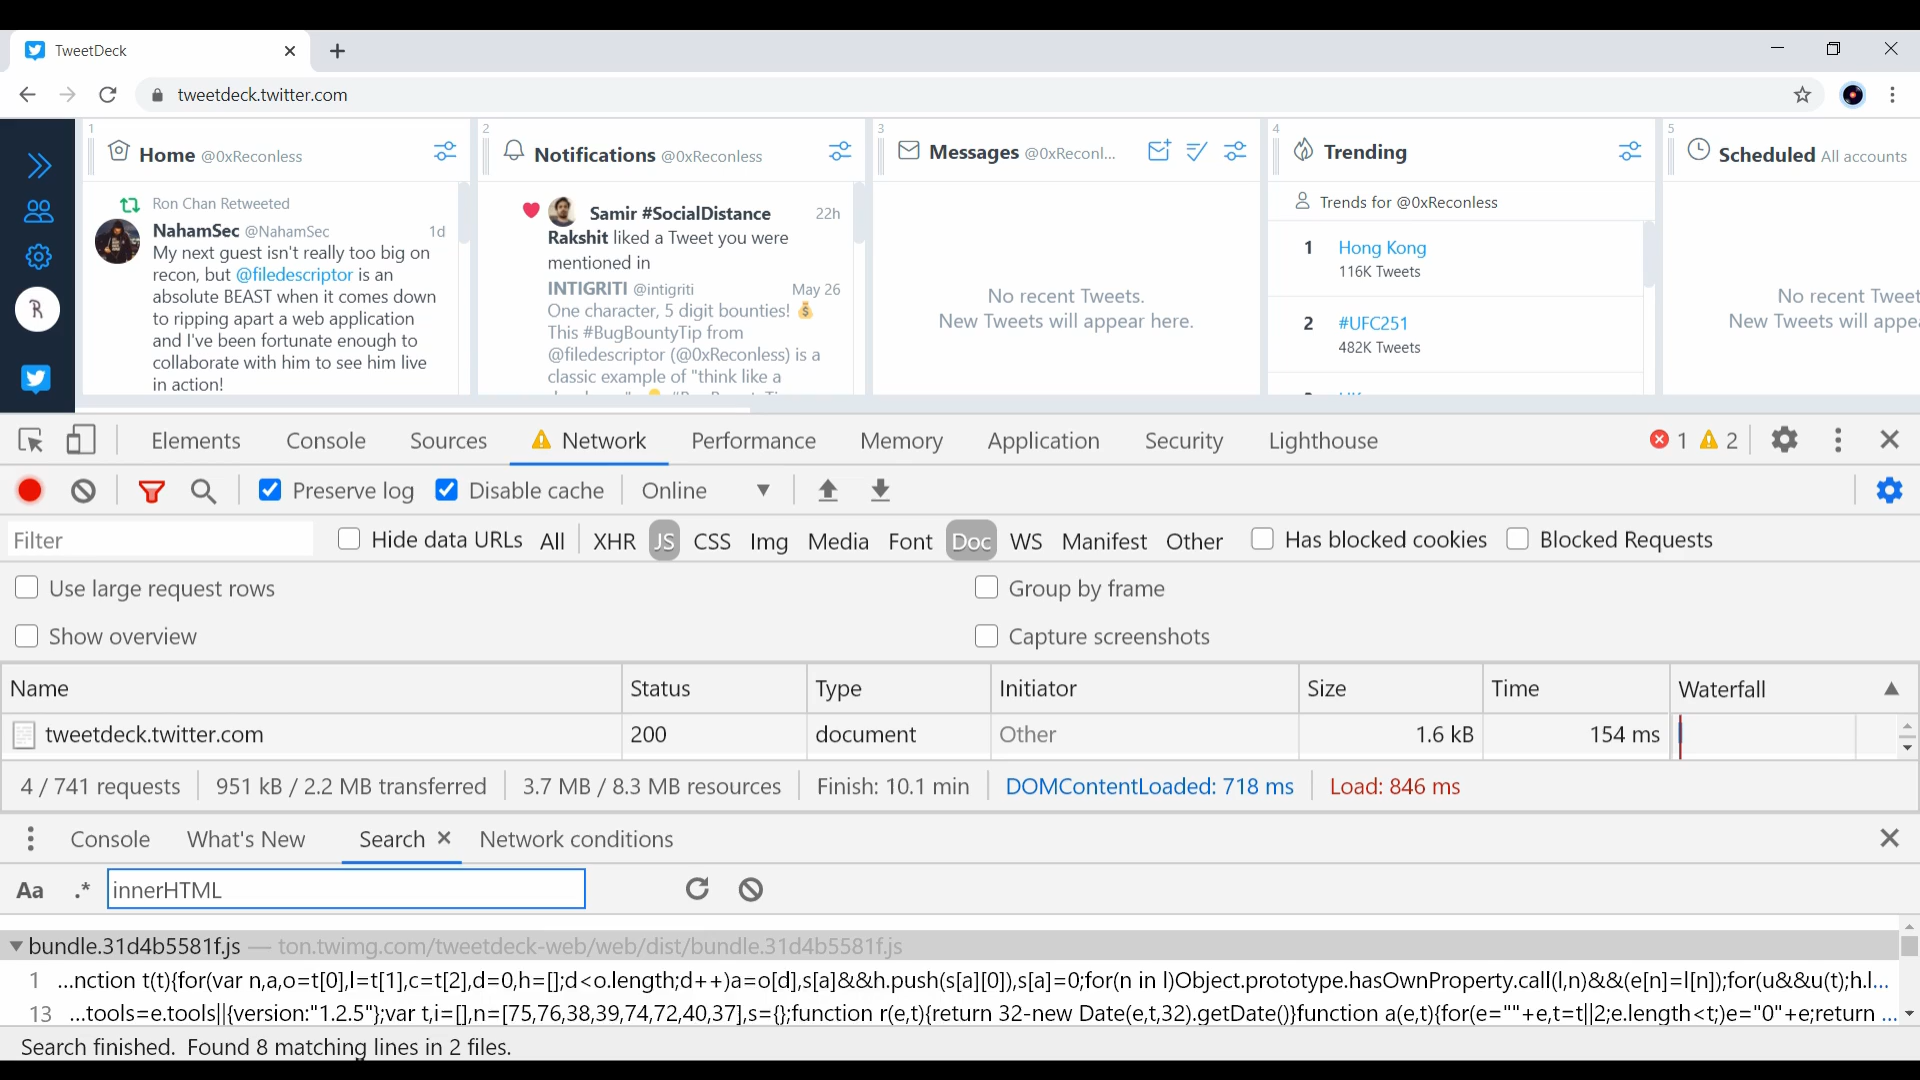 TweetDeck
tweetdeck.twitter.com
1
Home @0xReconless
Ron Chan Retweeted
NahamSec @NahamSec 1d
My next guest isn't really too big on
recon, but @filedescriptor is an
absolute BEAST when it comes down
to ripping apart a web application
and I've been fortunate enough to
collaborate with him to see him live
in action!
2
Notifications @0xReconless
Samir #SocialDistance 22h
Rakshit liked a Tweet you were
mentioned in
INTIGRITI @intigriti May 26
One character, 5 digit bounties! 💰
This #BugBountyTip from
@filedescriptor (@0xReconless) is a
classic example of "think like a
3
Messages @0xReconl...
No recent Tweets.
New Tweets will appear here.
4
Trending
Trends for @0xReconless
1 Hong Kong
116K Tweets
2 #UFC251
482K Tweets
5
Scheduled All accounts
No recent Tweet
New Tweets will appe
R
Elements Console Sources Network Performance Memory Application Security Lighthouse 1 2
Preserve log Disable cache Online
Filter Hide data URLs All XHR JS CSS Img Media Font Doc WS Manifest Other Has blocked cookies Blocked Requests
Use large request rows Group by frame
Show overview Capture screenshots
Name Status Type Initiator Size Time Waterfall
tweetdeck.twitter.com 200 document Other 1.6 kB 154 ms
4 / 741 requests 951 kB / 2.2 MB transferred 3.7 MB / 8.3 MB resources Finish: 10.1 min DOMContentLoaded: 718 ms Load: 846 ms
Console What's New Search Network conditions
Aa .* innerHTML
bundle.31d4b5581f.js — ton.twimg.com/tweetdeck-web/web/dist/bundle.31d4b5581f.js
1 ...nction t(t){for(var n,a,o=t[0],l=t[1],c=t[2],d=0,h=[];d<o.length;d++)a=o[d],s[a]&&h.push(s[a][0]),s[a]=0;for(n in l)Object.prototype.hasOwnProperty.call(l,n)&&(e[n]=l[n]);for(u&&u(t);h.l...
13 ...tools=e.tools||{version:"1.2.5"};var t,i=[],n=[75,76,38,39,74,72,40,37],s={};function r(e,t){return 32-new Date(e,t,32).getDate()}function a(e,t){for(e=""+e,t=t||2;e.length<t;)e="0"+e;return ...
Search finished. Found 8 matching lines in 2 files.